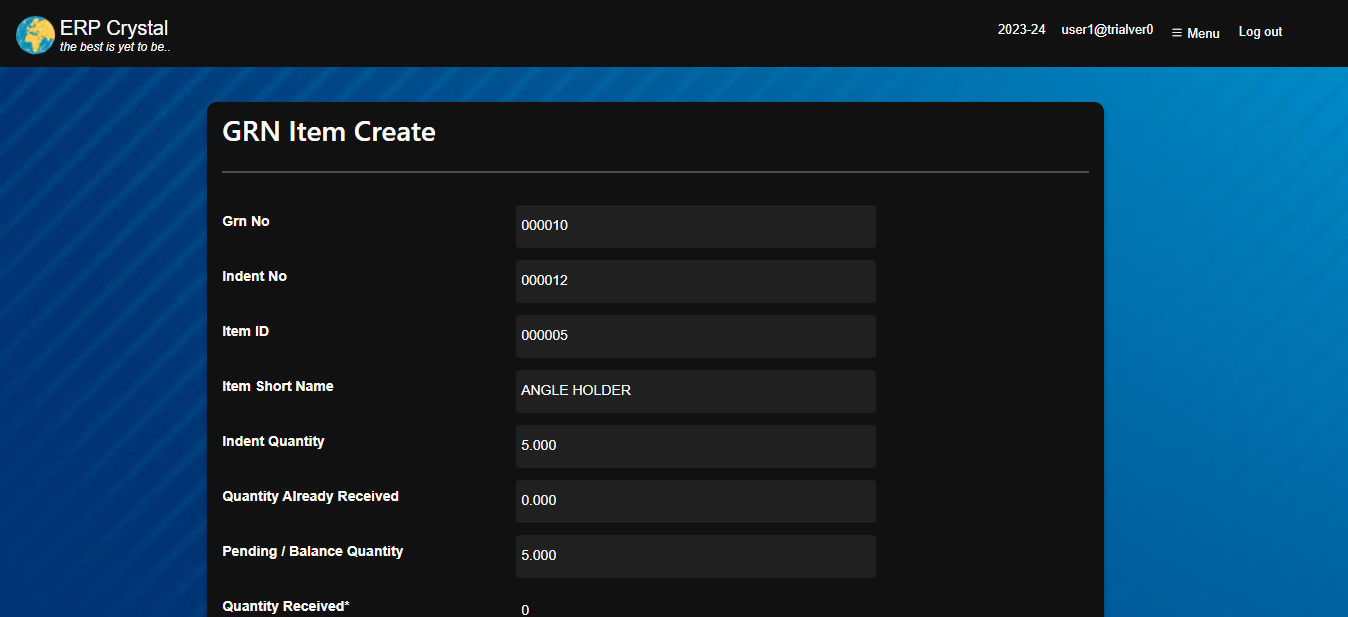 ERP Crystal
the best is yet to be..
2023-24 user1@trialver0 ☰ Menu Log out
GRN Item Create
Grn No 000010
Indent No 000012
Item ID 000005
Item Short Name ANGLE HOLDER
Indent Quantity 5.000
Quantity Already Received 0.000
Pending / Balance Quantity 5.000
Quantity Received* 0